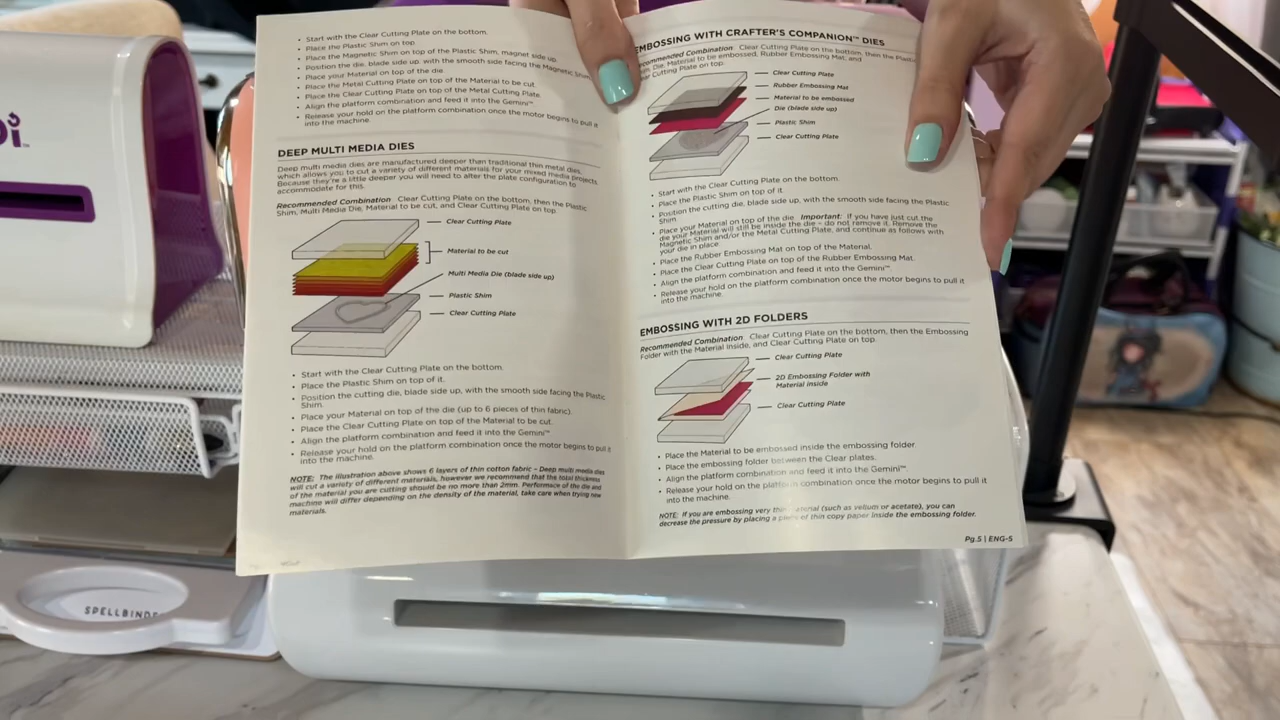 • Start with the Clear Cutting Plate on the bottom.
• Place the Plastic Shim on top
• Place the Magnetic Shim on top of the Plastic Shim, magnet side up.
• Position the die, blade side up, with the smooth side facing the Magnetic Shim
• Place your Material on top of the die
• Place the Metal Cutting Plate on top of the Material to be cut.
• Place the Clear Cutting Plate on top of the Metal Cutting Plate.
• Align the platform combination and feed it into the Gemini™
• Release your hold on the platform combination once the motor begins to pull it
into the machine.
DEEP MULTI MEDIA DIES
Deep multi media dies are manufactured deeper than traditional thin metal dies,
which allows you to cut a variety of different materials for your mixed media projects.
Because they're a little deeper you will need to alter the plate configuration to
accommodate for this.
Recommended Combination Clear Cutting Plate on the bottom, then the Plastic
Shim, Multi Media Die, Material to be cut, and Clear Cutting Plate on top.
Clear Cutting Plate
Material to be cut
Multi Media Die (blade side up)
Plastic Shim
Clear Cutting Plate
• Start with the Clear Cutting Plate on the bottom.
• Place the Plastic Shim on top of it.
• Position the cutting die, blade side up, with the smooth side facing the Plastic
Shim.
• Place your Material on top of the die (up to 6 pieces of thin fabric).
• Place the Clear Cutting Plate on top of the Material to be cut.
• Align the platform combination and feed it into the Gemini™
• Release your hold on the platform combination once the motor begins to pull it
into the machine.
NOTE: The illustration above shows 6 layers of thin cotton fabric – Deep multi media dies
will cut a variety of different materials, however we recommend that the total thickness
of the material you are cutting should be no more than 2mm. Performance of the die and
machine will differ depending on the density of the material, take care when trying new
materials.
EMBOSSING WITH CRAFTER'S COMPANION™ DIES
Combination Clear Cutting Plate on the bottom, then the Plastic
Die, Material to be embossed, Rubber Embossing Mat, and
Cutting Plate on top.
Clear Cutting Plate
Rubber Embossing Mat
Material to be embossed
Die (blade side up)
Plastic Shim
Clear Cutting Plate
• Start with the Clear Cutting Plate on the bottom.
• Place the Plastic Shim on top of it.
• Position the cutting die, blade side up, with the smooth side facing the Plastic
Shim.
• Place your Material on top of the die Important: If you have just cut the
die your Material will still be inside the die – do not remove it. Remove the
Magnetic Shim and/or the Metal Cutting Plate, and continue as follows with
your die in place.
• Place the Rubber Embossing Mat on top of the Material.
• Place the Clear Cutting Plate on top of the Rubber Embossing Mat.
• Align the platform combination and feed it into the Gemini™.
• Release your hold on the platform combination once the motor begins to pull it
into the machine.
EMBOSSING WITH 2D FOLDERS
Recommended Combination Clear Cutting Plate on the bottom, then the Embossing
Folder with the Material Inside, and Clear Cutting Plate on top.
Clear Cutting Plate
2D Embossing Folder with
Material inside
Clear Cutting Plate
• Place the Material to be embossed inside the embossing folder.
• Place the embossing folder between the Clear plates.
• Align the platform combination and feed it into the Gemini™
• Release your hold on the platform combination once the motor begins to pull it
into the machine.
NOTE: If you are embossing very thin material (such as vellum or acetate), you can
decrease the pressure by placing a piece of thin copy paper inside the embossing folder.
Pg.5 | ENG-5